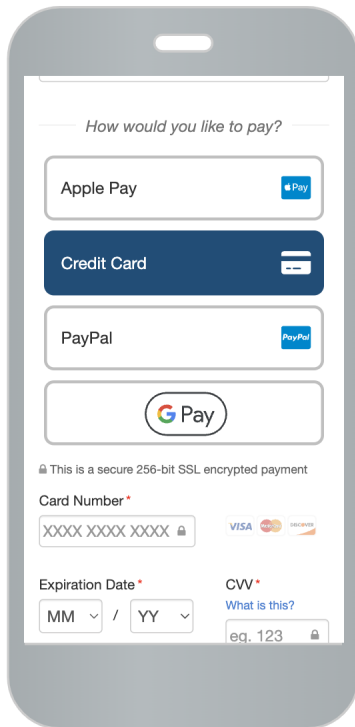 How would you like to pay?
Apple Pay
Pay
Credit Card
PayPal
PayPal
G Pay
This is a secure 256-bit SSL encrypted payment
Card Number*
XXXX XXXX XXXX
VISA
DISCOVER
Expiration Date*
CVV*
What is this?
MM / YY
eg. 123